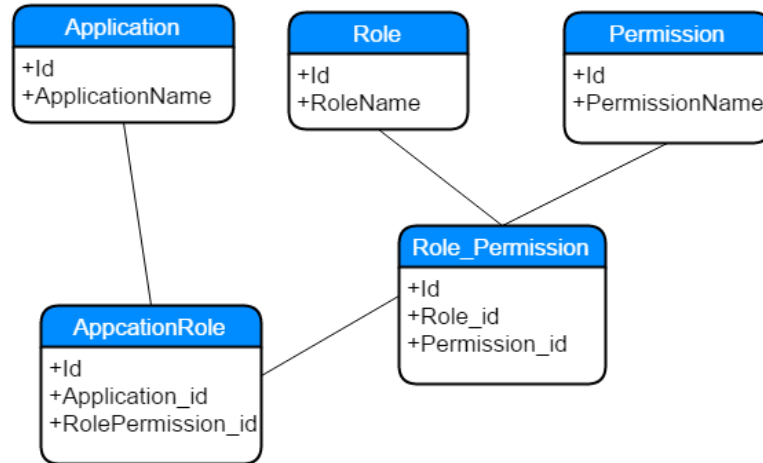 Application
+Id
+ApplicationName
Role
+Id
+RoleName
Permission
+Id
+PermissionName
Role_Permission
+Id
+Role_id
+Permission_id
AppcationRole
+Id
+Application_id
+RolePermission_id